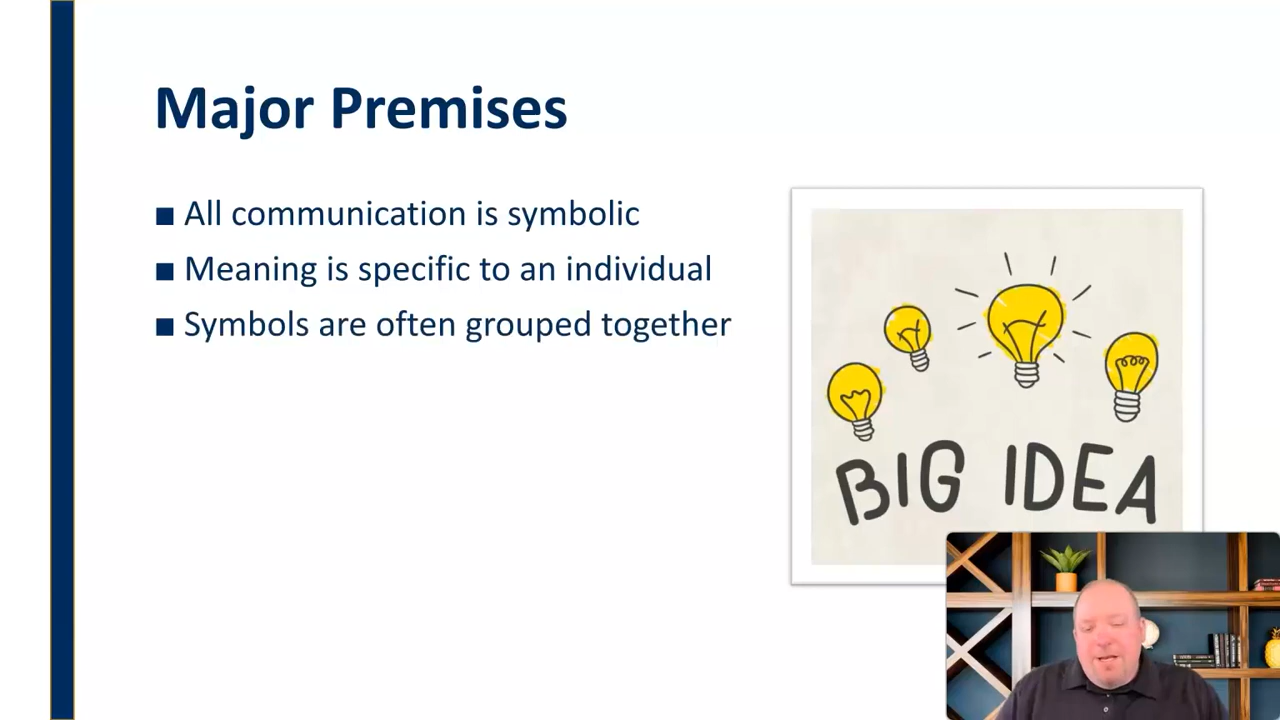 Major Premises
■ All communication is symbolic
■ Meaning is specific to an individual
■ Symbols are often grouped together
BIG IDEA